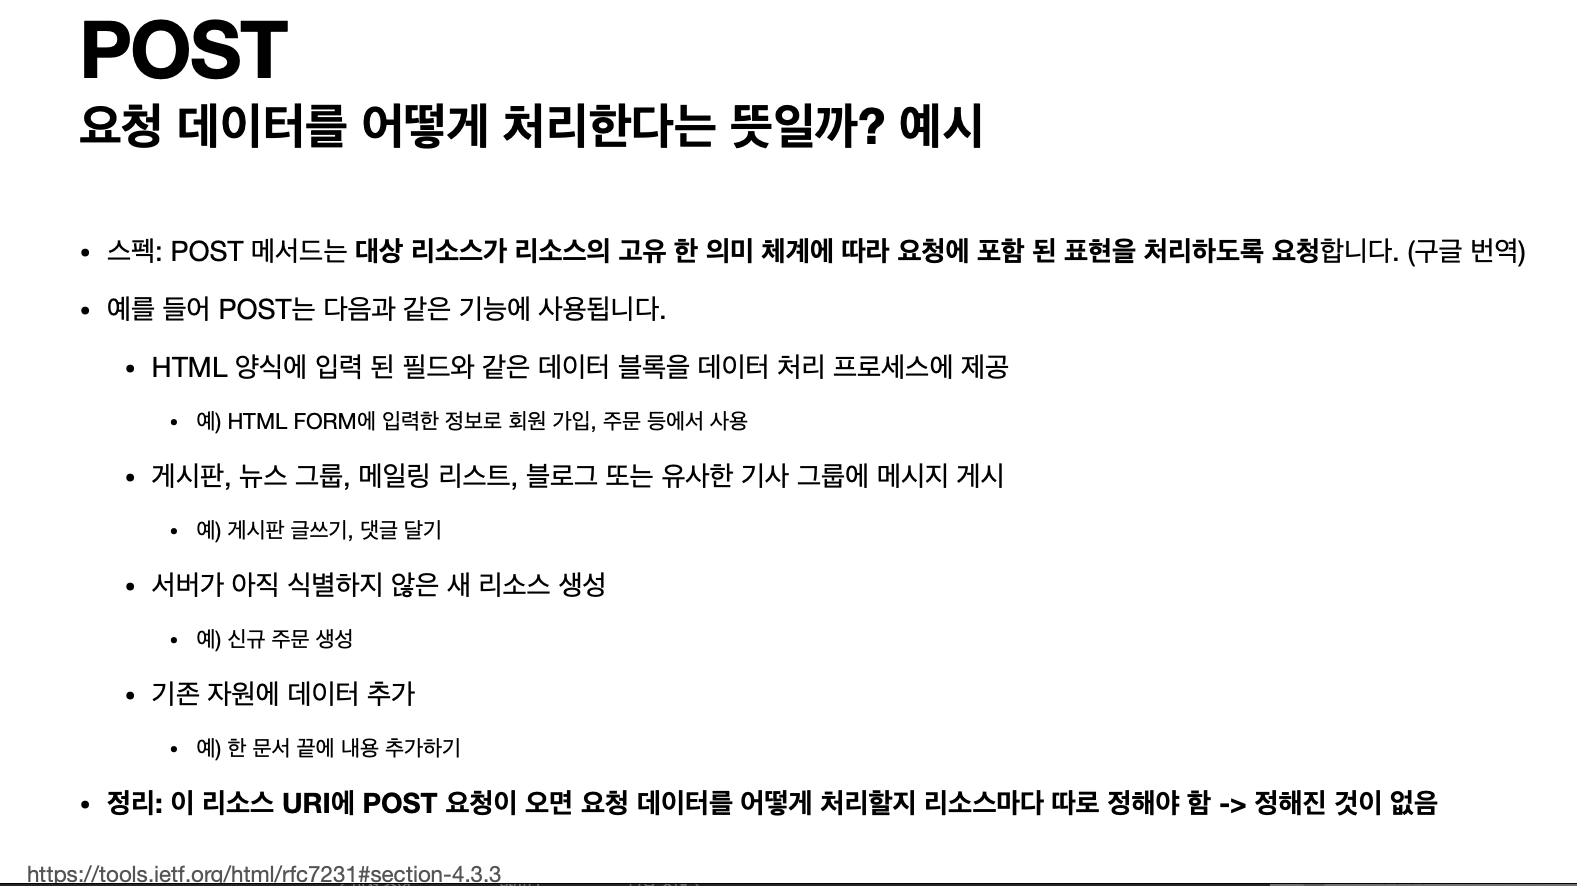 POST
요청 데이터를 어떻게 처리한다는 뜻일까? 예시
• 스펙: POST 메서드는 대상 리소스가 리소스의 고유 한 의미 체계에 따라 요청에 포함 된 표현을 처리하도록 요청합니다. (구글 번역)
• 예를 들어 POST는 다음과 같은 기능에 사용됩니다.
• HTML 양식에 입력 된 필드와 같은 데이터 블록을 데이터 처리 프로세스에 제공
• 예) HTML FORM에 입력한 정보로 회원 가입, 주문 등에서 사용
• 게시판, 뉴스 그룹, 메일링 리스트, 블로그 또는 유사한 기사 그룹에 메시지 게시
• 예) 게시판 글쓰기, 댓글 달기
• 서버가 아직 식별하지 않은 새 리소스 생성
• 예) 신규 주문 생성
• 기존 자원에 데이터 추가
• 예) 한 문서 끝에 내용 추가하기
• 정리: 이 리소스 URI에 POST 요청이 오면 요청 데이터를 어떻게 처리할지 리소스마다 따로 정해야 함 -> 정해진 것이 없음
https://tools.ietf.org/html/rfc7231#section-4.3.3